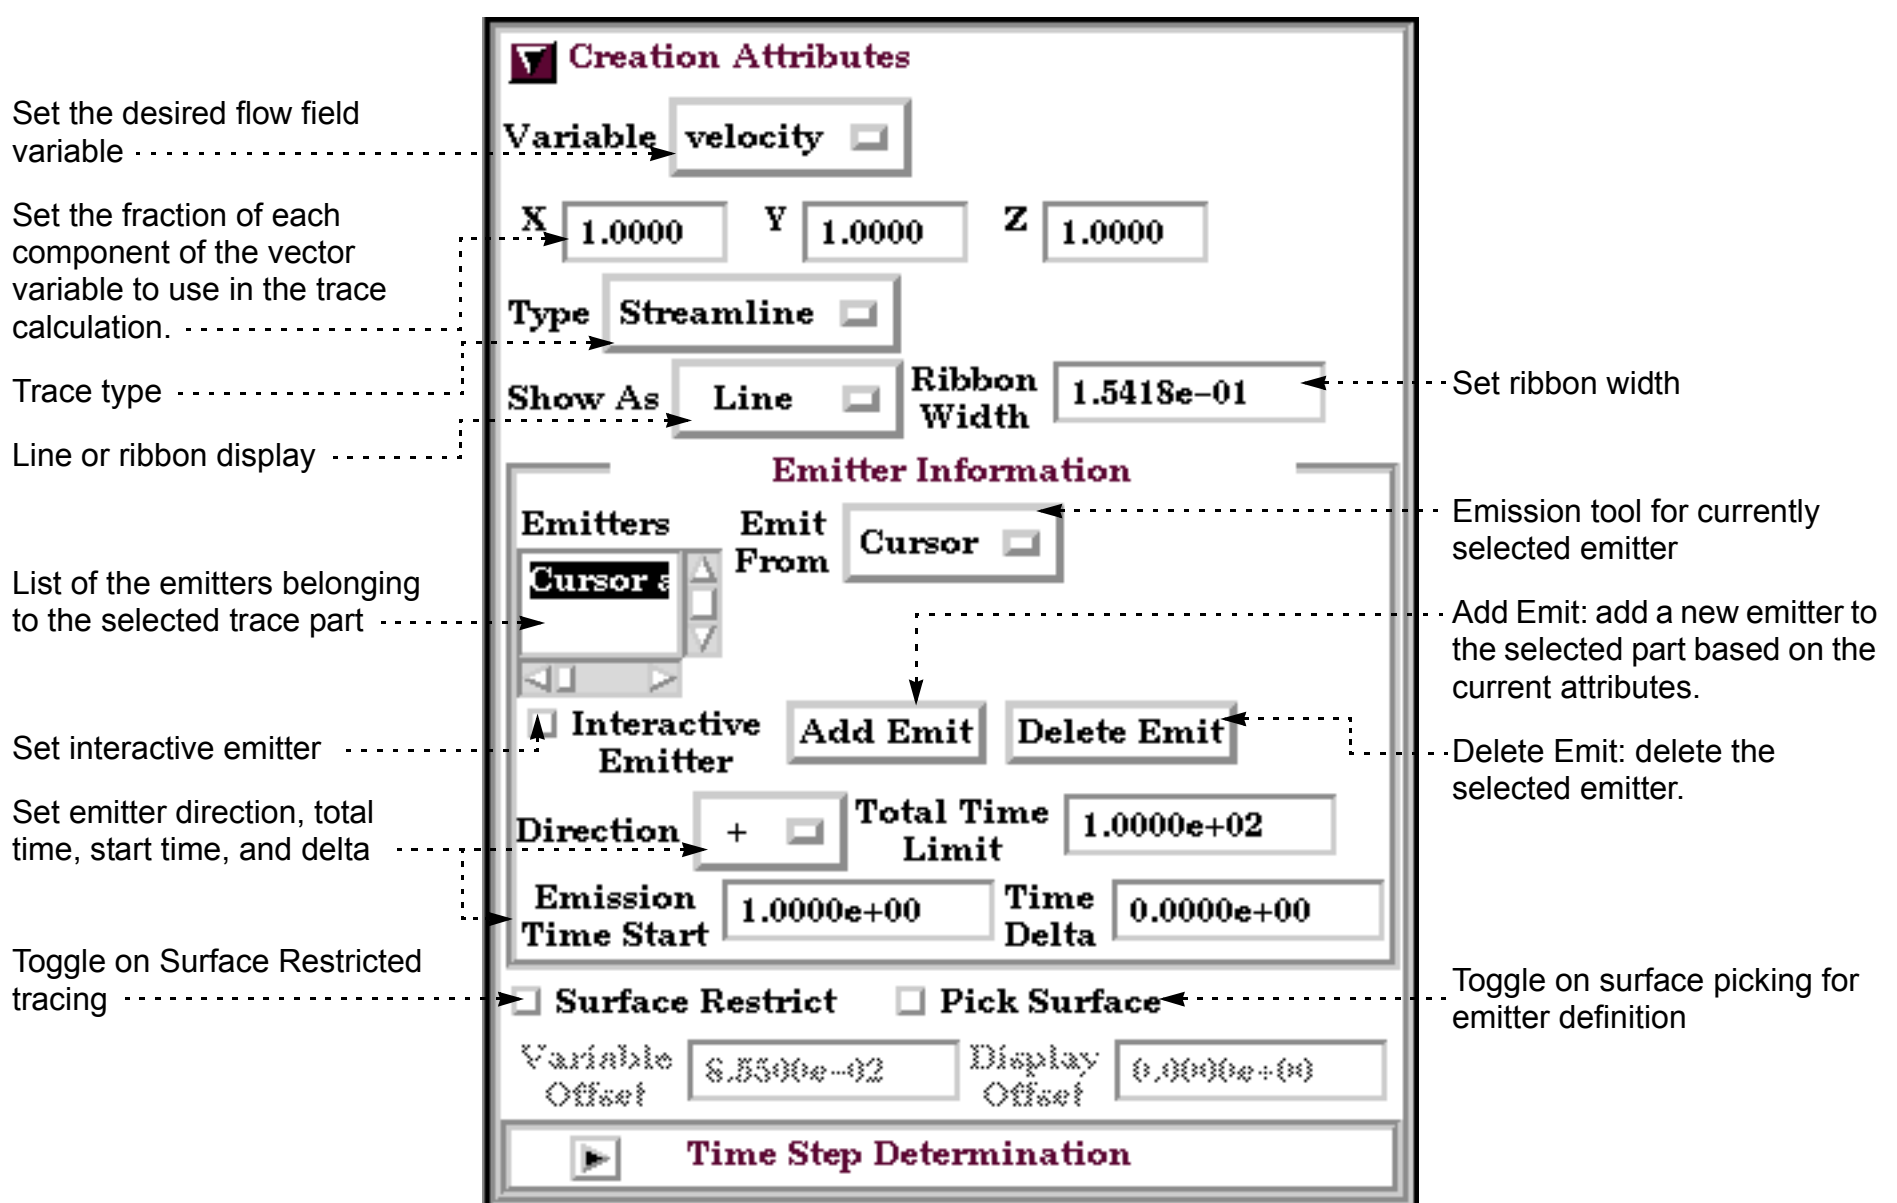 Creation Attributes
Set the desired flow field
variable
Variable velocity
Set the fraction of each
component of the vector
variable to use in the trace
calculation.
X 1.0000 Y 1.0000 Z 1.0000
Type Streamline
Trace type
Show As Line Ribbon
Width 1.5418e-01
Set ribbon width
Line or ribbon display
Emitter Information
Emitters Emit
From Cursor
Emission tool for currently
selected emitter
Cursor a
List of the emitters belonging
to the selected trace part
Add Emit: add a new emitter to
the selected part based on the
current attributes.
Interactive
Emitter
Add Emit Delete Emit
Set interactive emitter
Delete Emit: delete the
selected emitter.
Set emitter direction, total
time, start time, and delta
Direction + Total Time
Limit 1.0000e+02
Emission
Time Start 1.0000e+00 Time
Delta 0.0000e+00
Toggle on Surface Restricted
tracing
Surface Restrict Pick Surface
Toggle on surface picking for
emitter definition
Variable
Offset 8.5500e-02 Display
Offset 0.0000e+00
Time Step Determination